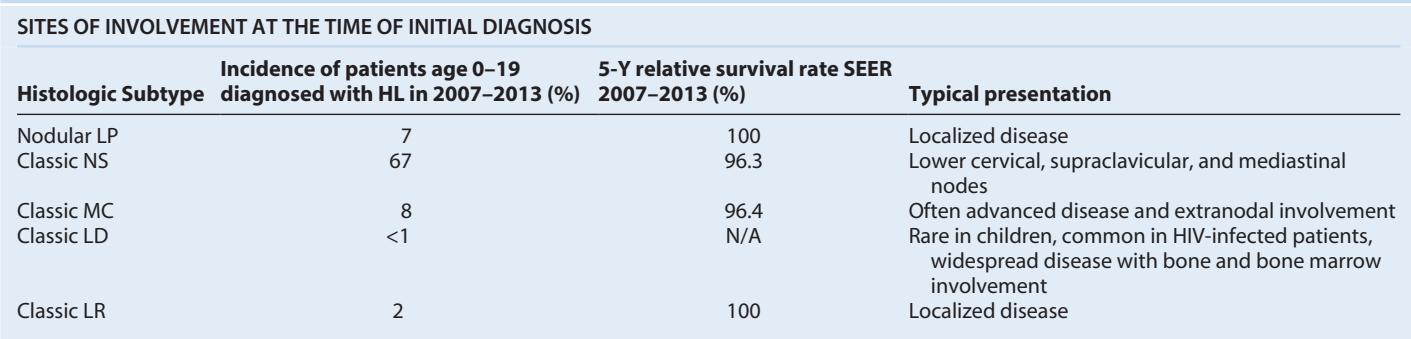 SITES OF INVOLVEMENT AT THE TIME OF INITIAL DIAGNOSIS
Incidence of patients age 0–19 5-Y relative survival rate SEER
Histologic Subtype diagnosed with HL in 2007–2013 (%) 2007–2013 (%) Typical presentation
Nodular LP 7 100 Localized disease
Classic NS 67 96.3 Lower cervical, supraclavicular, and mediastinal
nodes
Classic MC 8 96.4 Often advanced disease and extranodal involvement
Classic LD <1 N/A Rare in children, common in HIV-infected patients,
widespread disease with bone and bone marrow
involvement
Classic LR 2 100 Localized disease